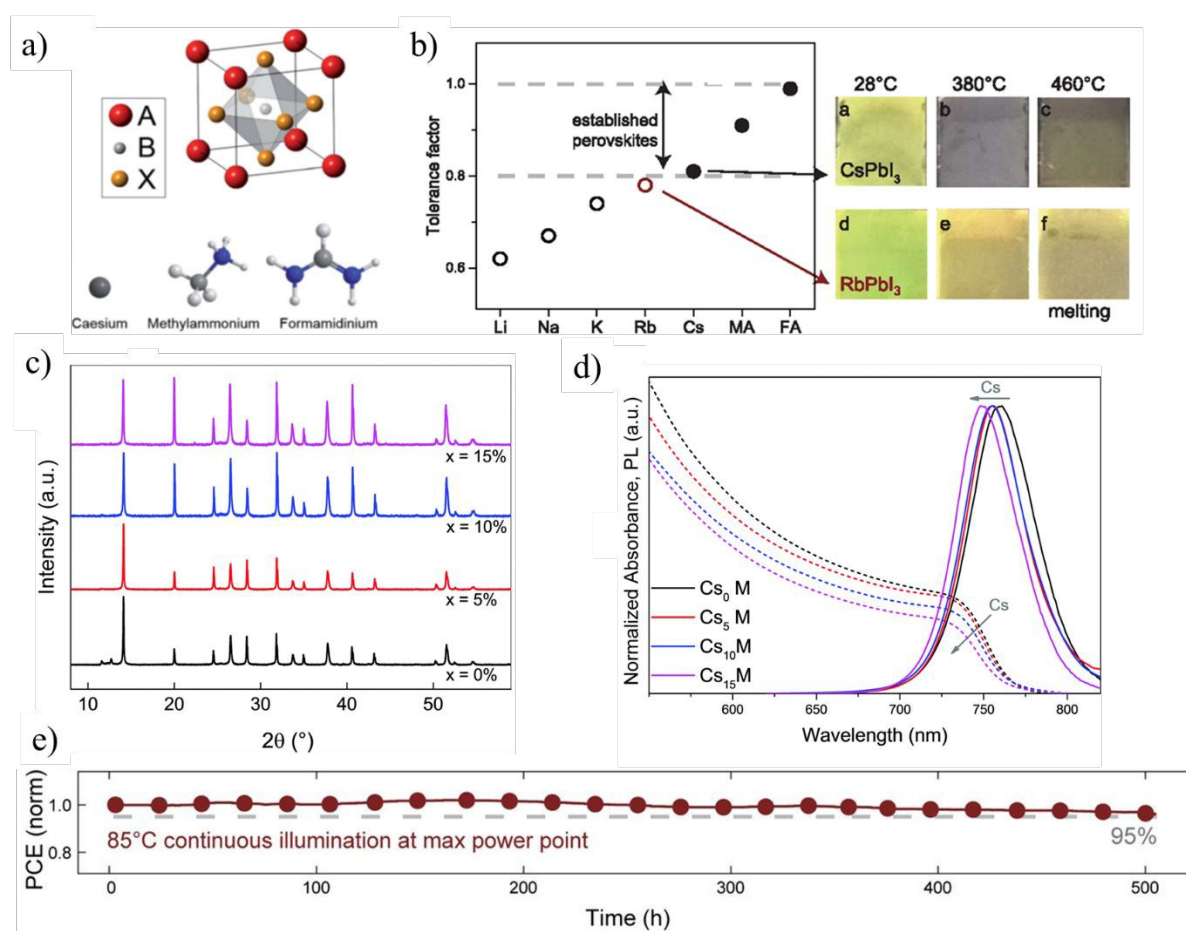 a)
A
B
X
Caesium
Methylammonium
Formamidinium
b)
Tolerance factor
1.0
0.8
0.6
established
perovskites
Li
Na
K
Rb
Cs
MA
FA
28°C
380°C
460°C
a
b
c
CsPbI3
d
e
f
RbPbI3
melting
c)
Intensity (a.u.)
x = 15%
x = 10%
x = 5%
x = 0%
10
20
30
40
50
2θ (°)
d)
Normalized Absorbance, PL (a.u.)
Cs
Cs
Cs0 M
Cs5 M
Cs10M
Cs15M
600
650
700
750
800
Wavelength (nm)
e)
PCE (norm)
1.0
0.8
85°C continuous illumination at max power point
95%
0
100
200
300
400
500
Time (h)